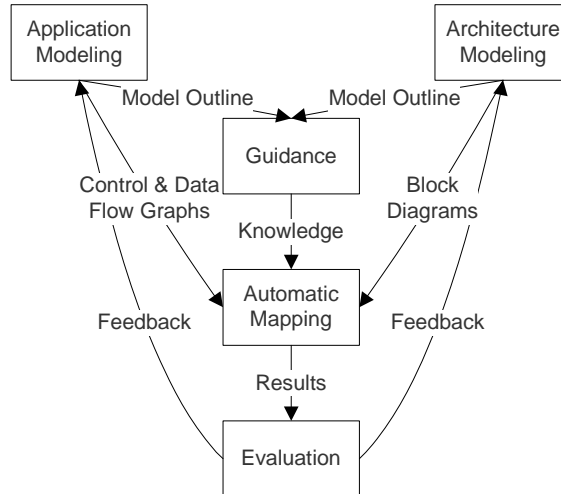 Application
Modeling
Architecture
Modeling
Model Outline
Model Outline
Guidance
Control & Data
Flow Graphs
Block
Diagrams
Knowledge
Automatic
Mapping
Feedback
Feedback
Results
Evaluation